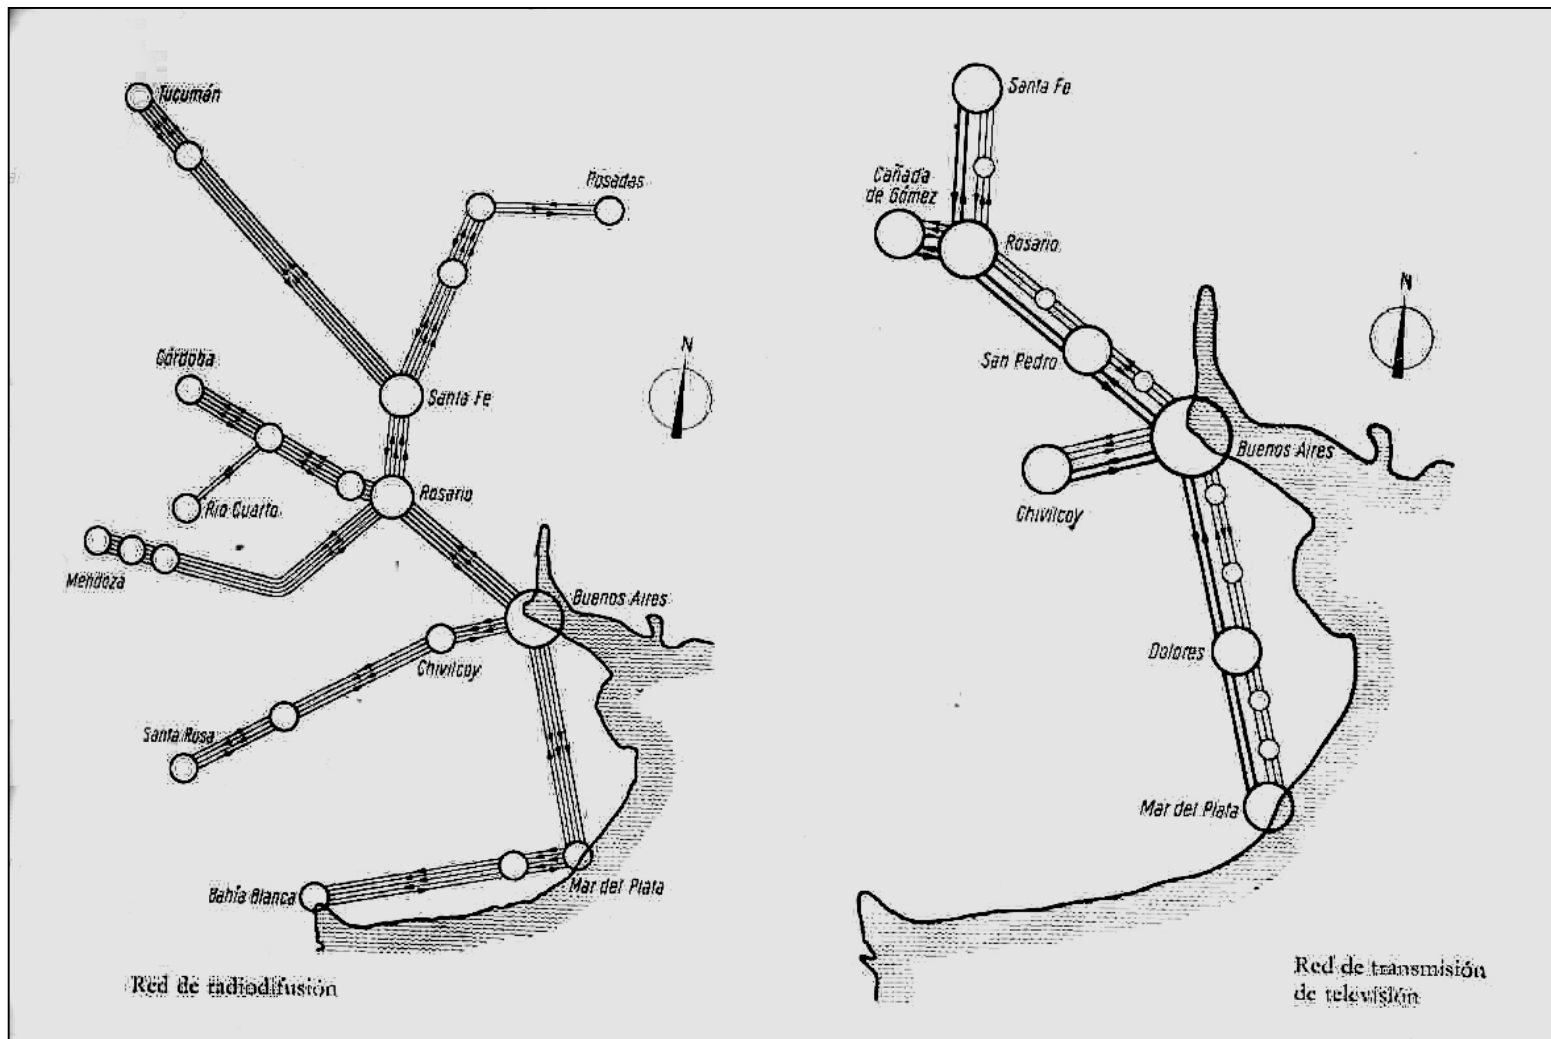 Tucumán
Posadas
Córdoba
Santa Fe
N
Rio Cuarto
Rosario
Mendoza
Buenos Aires
Chivilcoy
Santa Rosa
Bahía Blanca
Mar del Plata
Red de radiodifusión
Santa Fe
Cañada
de Gómez
Rosario
N
San Pedro
Buenos Aires
Chivilcoy
Dolores
Mar del Plata
Red de transmisión
de televisión